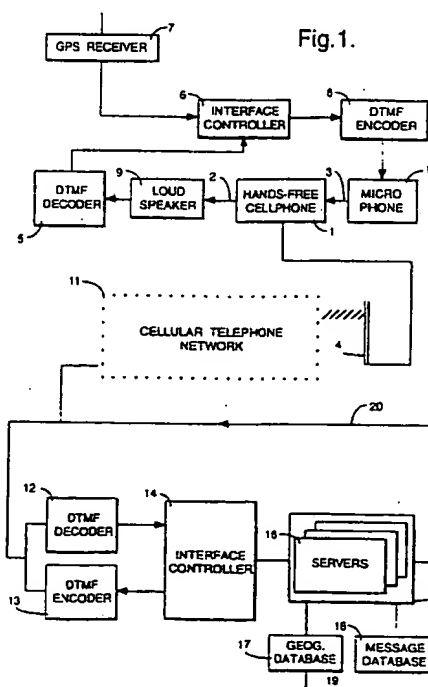 Fig.1.
7
GPS RECEIVER
6
INTERFACE
CONTROLLER
8
DTMF
ENCODER
DTMF
DECODER
5
9
LOUD
SPEAKER
2
HANDS-FREE
CELLPHONE
1
3
MICRO
PHONE
11
CELLULAR TELEPHONE
NETWORK
4
20
12
DTMF
DECODER
14
INTERFACE
CONTROLLER
DTMF
ENCODER
13
SERVERS
17
GEOG.
DATABASE
19
MESSAGE
DATABASE